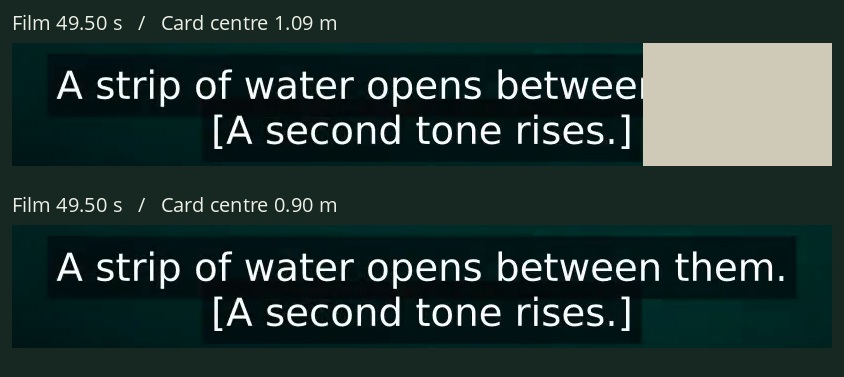 Film 49.50 s / Card centre 1.09 m
A strip of water opens between
[A second tone rises.]
Film 49.50 s / Card centre 0.90 m
A strip of water opens between them.
[A second tone rises.]